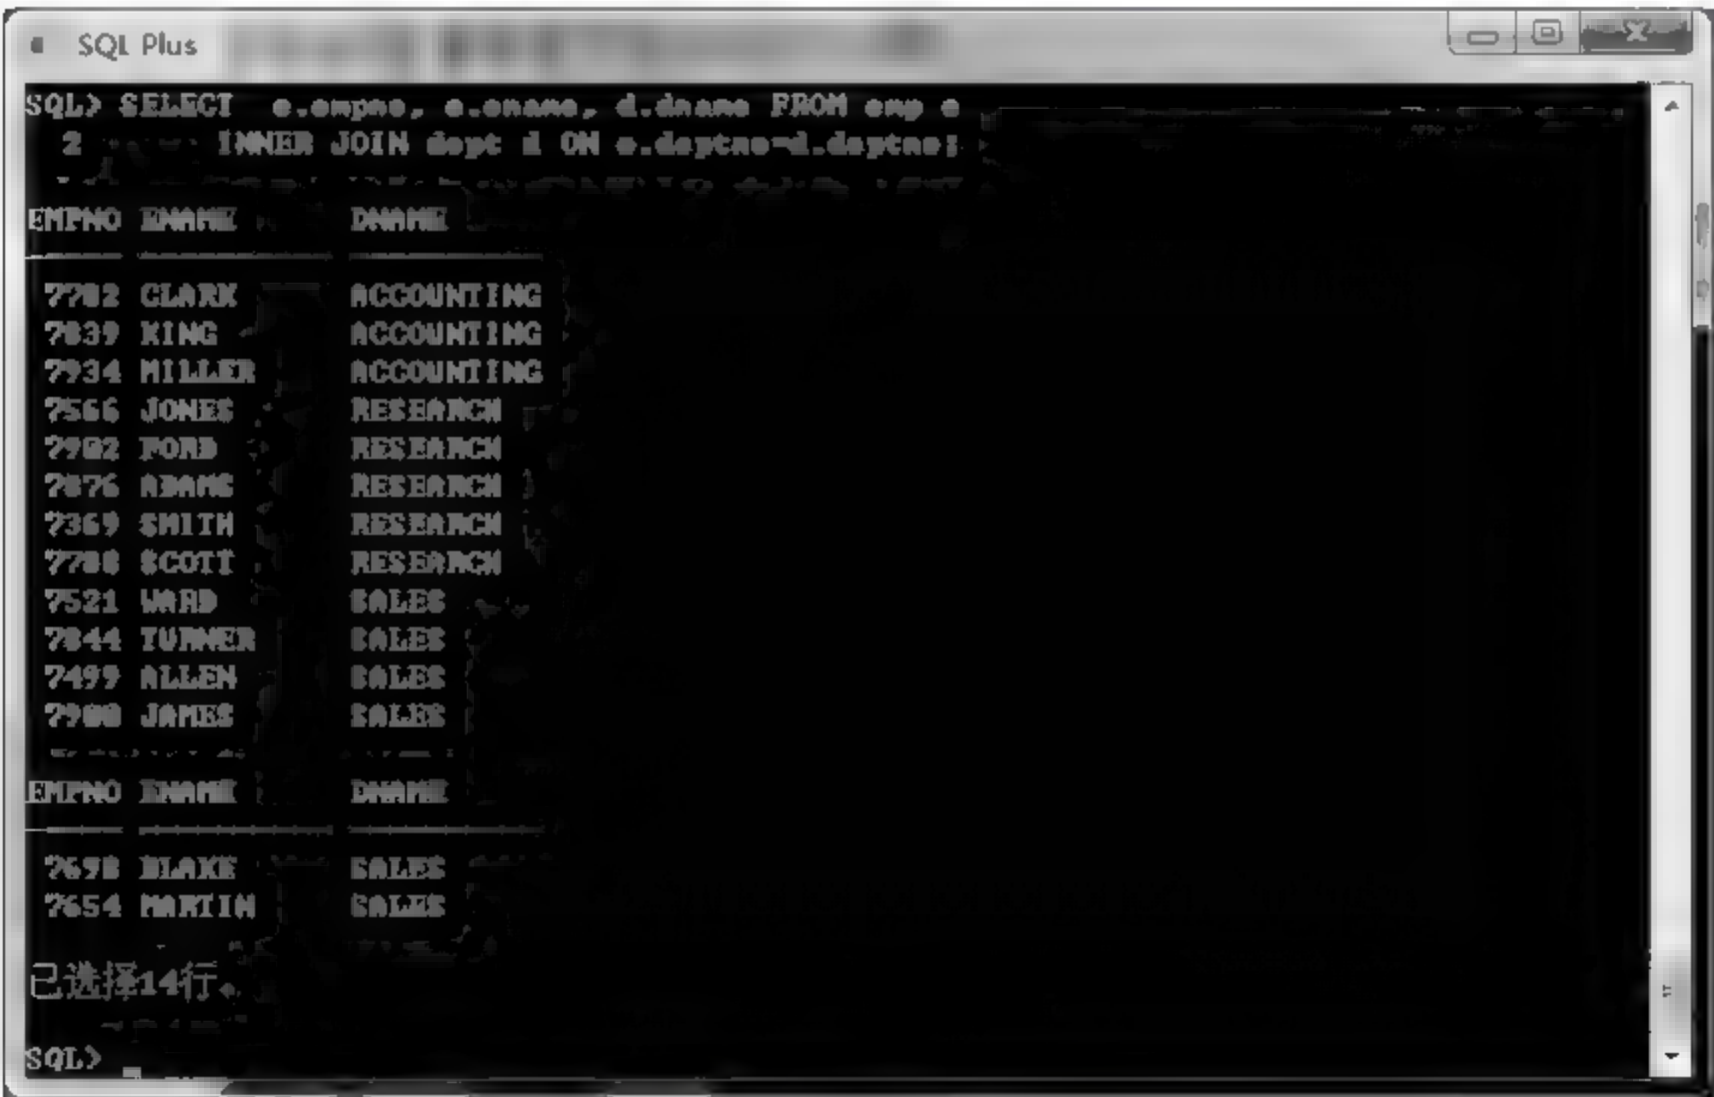 SQL Plus
SQL> SELECT e.empno, e.ename, d.dname FROM emp e
2 INNER JOIN dept d ON e.deptno=d.deptno;
EMPNO ENAME DNAME
7782 CLARK ACCOUNTING
7839 KING ACCOUNTING
7934 MILLER ACCOUNTING
7566 JONES RESEARCH
7902 FORD RESEARCH
7876 ADAMS RESEARCH
7369 SMITH RESEARCH
7788 SCOTT RESEARCH
7521 WARD SALES
7844 TURNER SALES
7499 ALLEN SALES
7900 JAMES SALES
EMPNO ENAME DNAME
7698 BLAKE SALES
7654 MARTIN SALES
已选择14行。
SQL>